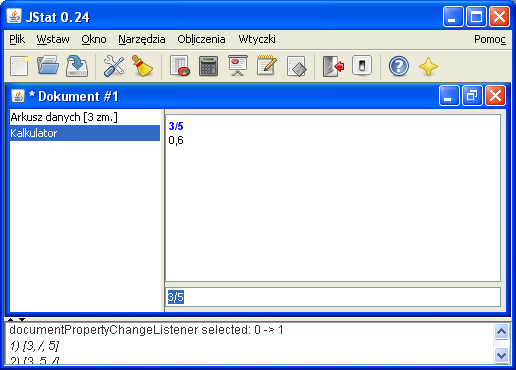 JStat 0.24
Plik Wstaw Okno Narzędzia Obliczenia Wtyczki Pomoc
* Dokument #1
Arkusz danych [3 zm.]
Kalkulator
3/5
0,6
3/5
documentPropertyChangeListener selected: 0 -> 1
1) [3, /, 5]
2) [3, 5, /]